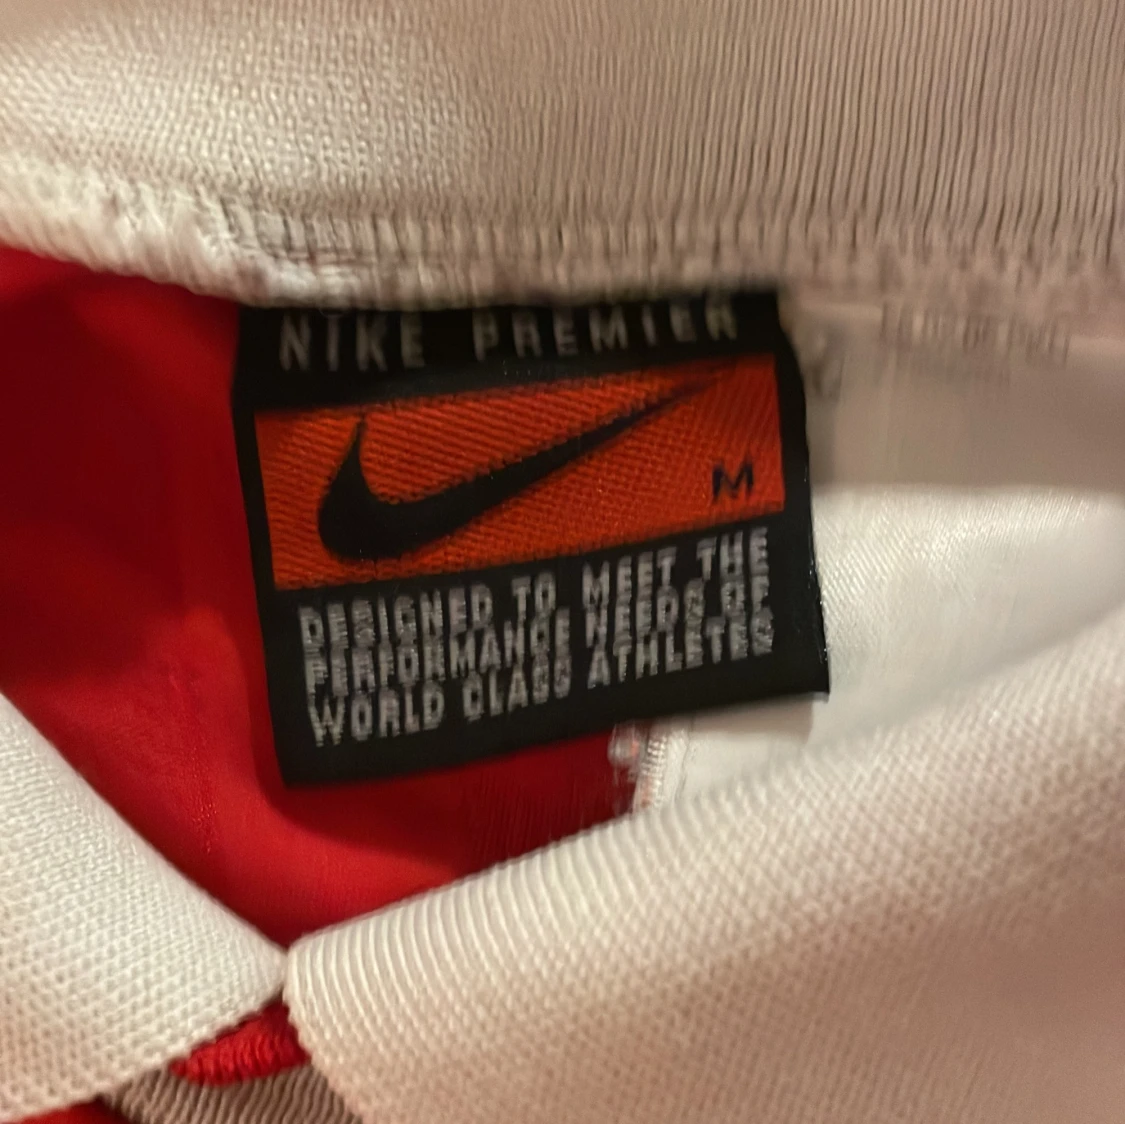 NIKE PREMIER
M
DESIGNED TO MEET THE
PERFORMANCE NEEDS OF
WORLD CLASS ATHLETES